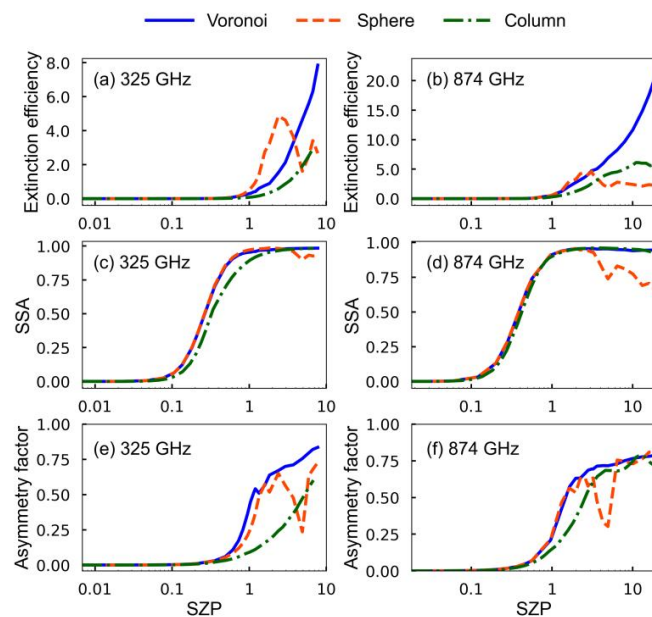 Voronoi Sphere Column
(a) 325 GHz
(b) 874 GHz
Extinction efficiency
8.0
6.0
4.0
2.0
0.0
0.01 0.1 1 10
Extinction efficiency
20.0
15.0
10.0
5.0
0.0
0.1 1 10
(c) 325 GHz
(d) 874 GHz
SSA
1.00
0.75
0.50
0.25
0.00
0.01 0.1 1 10
SSA
1.00
0.75
0.50
0.25
0.00
0.1 1 10
(e) 325 GHz
(f) 874 GHz
Asymmetry factor
1.00
0.75
0.50
0.25
0.00
0.01 0.1 1 10
SZP
Asymmetry factor
1.00
0.75
0.50
0.25
0.00
0.1 1 10
SZP